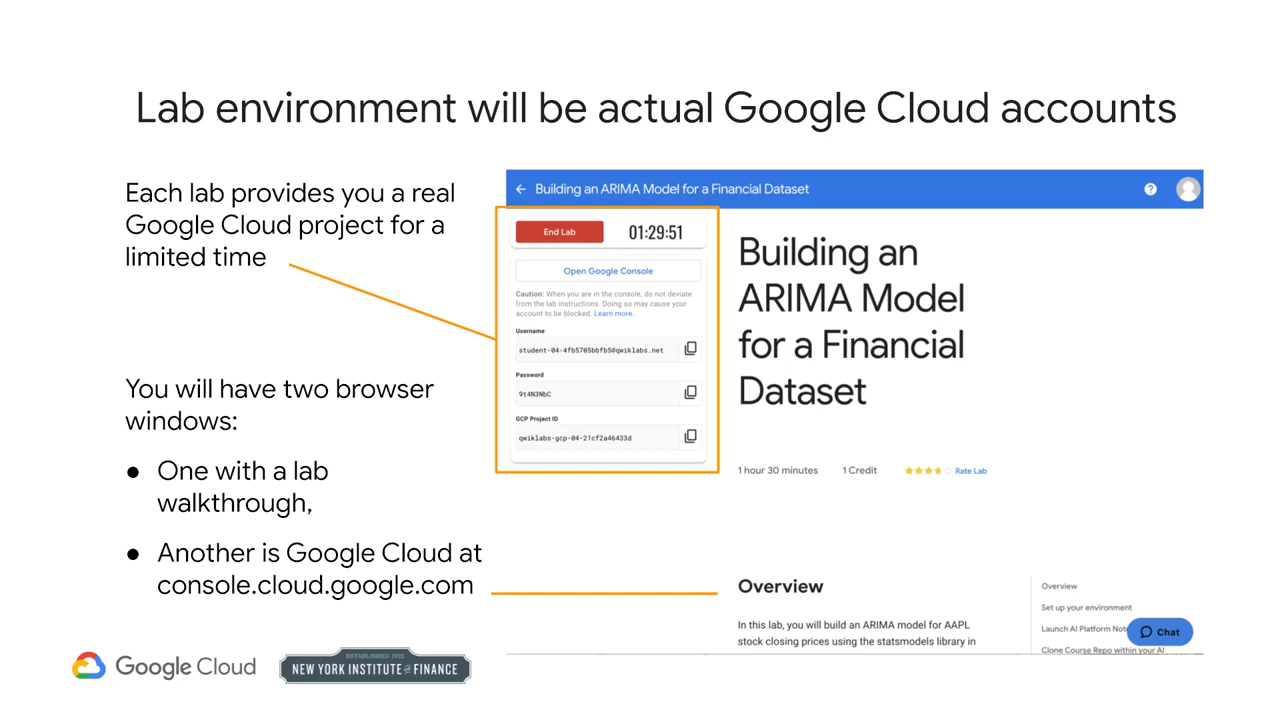 Lab environment will be actual Google Cloud accounts
Each lab provides you a real
Google Cloud project for a
limited time
You will have two browser
windows:
● One with a lab
walkthrough,
● Another is Google Cloud at
console.cloud.google.com
Google Cloud
ESTABLISHED 1922
NEW YORK INSTITUTE OF FINANCE
← Building an ARIMA Model for a Financial Dataset
?
End Lab
01:29:51
Open Google Console
Caution: When you are in the console, do not deviate
from the lab instructions. Doing so may cause your
account to be blocked. Learn more.
Username
student-04-4fb5705bbfb5@qwiklabs.net
Password
9t4N3NbC
GCP Project ID
qwiklabs-gcp-04-21cf2a46433d
Building an
ARIMA Model
for a Financial
Dataset
1 hour 30 minutes 1 Credit Rate Lab
Overview
In this lab, you will build an ARIMA model for AAPL
stock closing prices using the statsmodels library in
Overview
Set up your environment
Launch AI Platform Note
Clone Course Repo within your AI
Chat